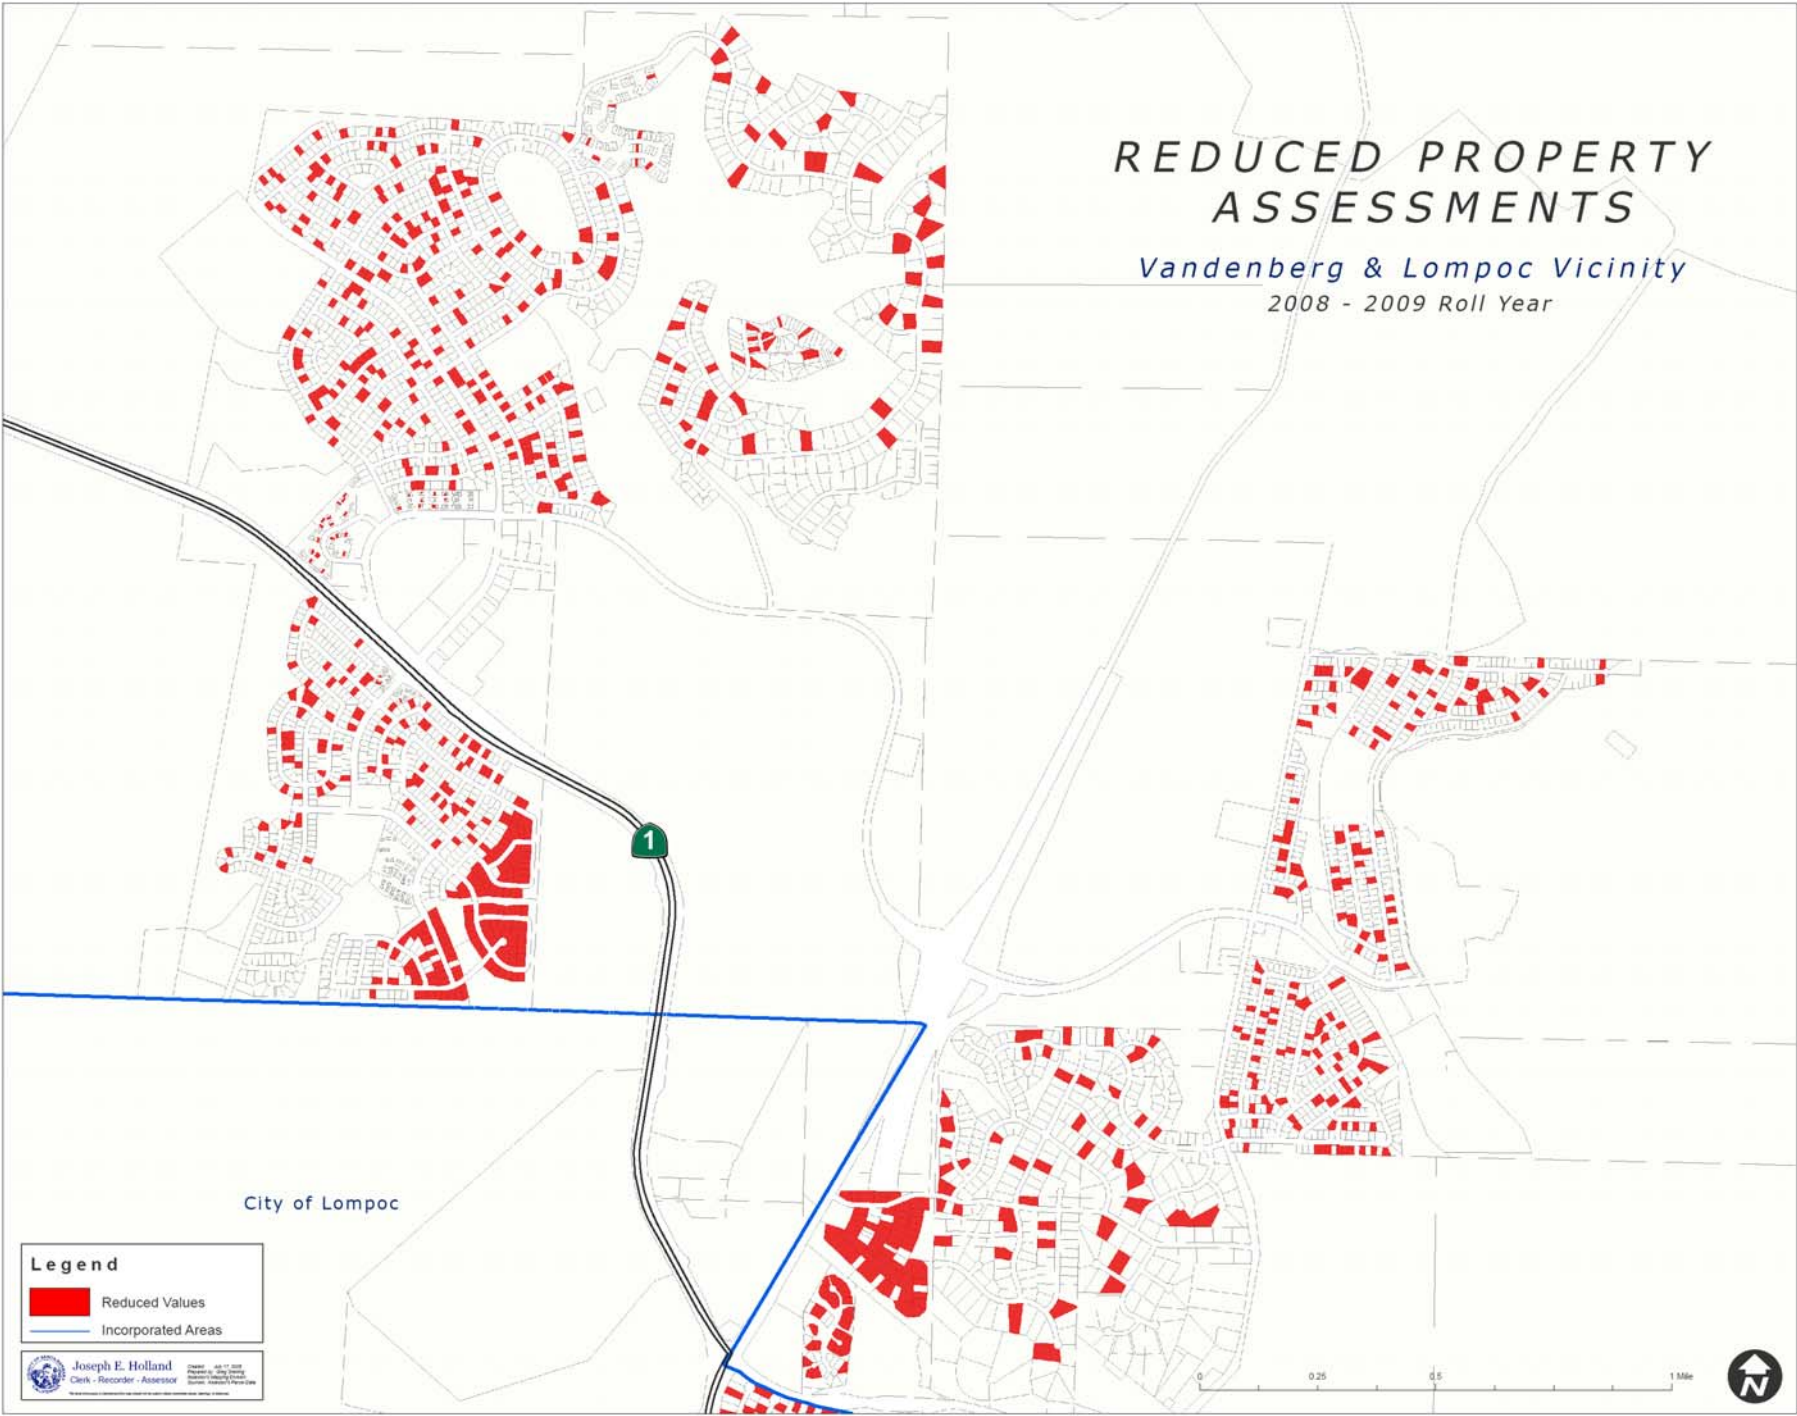 REDUCED PROPERTY
ASSESSMENTS
Vandenberg & Lompoc Vicinity
2008 - 2009 Roll Year
1
City of Lompoc
Legend
Reduced Values
Incorporated Areas
Joseph E. Holland
Clerk - Recorder - Assessor
0 0.25 0.5 1 Mile
N